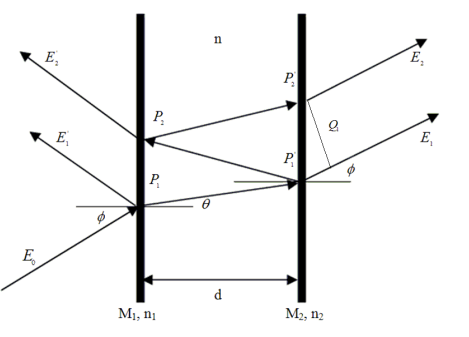 n
E₂'
E₂
P₂'
P₂
Q₁
E₁'
E₁
P₁'
P₁
ϕ
θ
ϕ
E₀
d
M₁, n₁
M₂, n₂